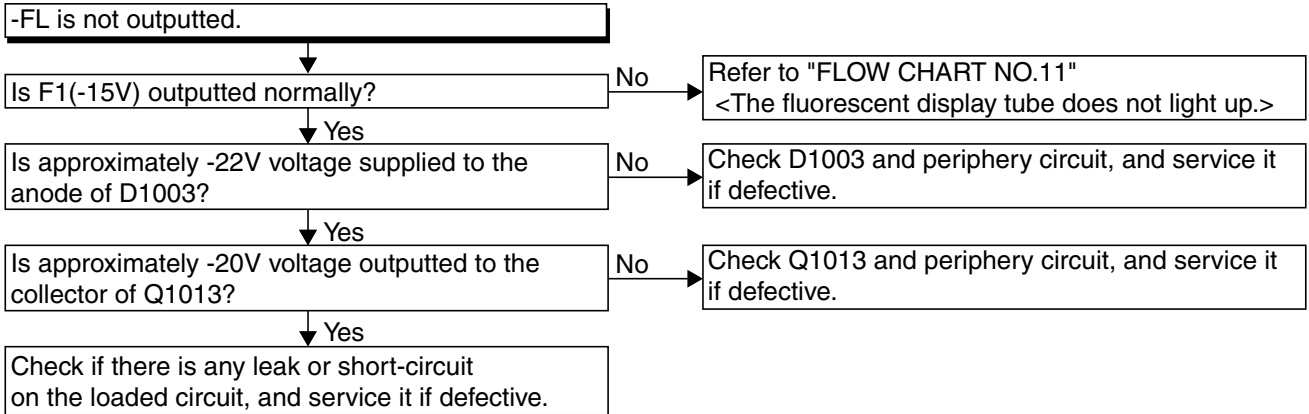 -FL is not outputted.
Is F1(-15V) outputted normally?
No
Refer to "FLOW CHART NO.11"
<The fluorescent display tube does not light up.>
Yes
Is approximately -22V voltage supplied to the
anode of D1003?
No
Check D1003 and periphery circuit, and service it
if defective.
Yes
Is approximately -20V voltage outputted to the
collector of Q1013?
No
Check Q1013 and periphery circuit, and service it
if defective.
Yes
Check if there is any leak or short-circuit
on the loaded circuit, and service it if defective.